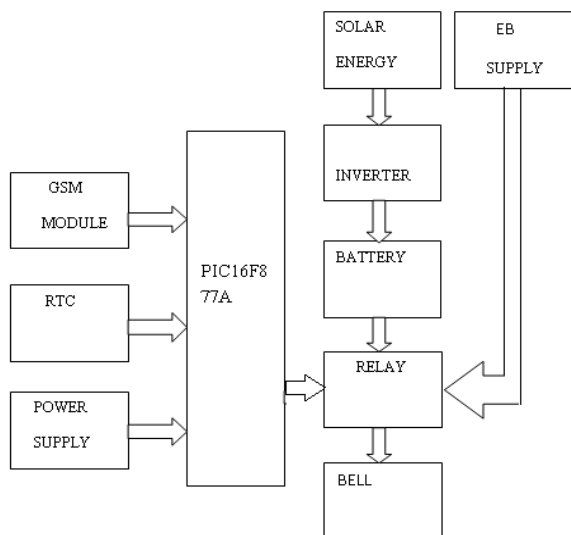 SOLAR
ENERGY
EB
SUPPLY
INVERTER
GSM
MODULE
BATTERY
PIC16F8
77A
RTC
RELAY
POWER
SUPPLY
BELL